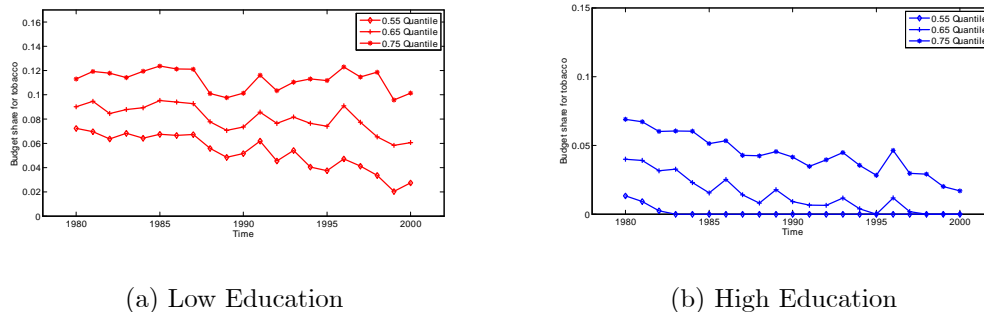 0.16
0.14
0.12
0.1
0.08
0.06
0.04
0.02
0
Budget share for tobacco
1980 1985 1990 1995 2000
Time
0.55 Quantile
0.65 Quantile
0.75 Quantile
(a) Low Education
0.15
0.1
0.05
0
Budget share for tobacco
1980 1985 1990 1995 2000
Time
0.55 Quantile
0.65 Quantile
0.75 Quantile
(b) High Education